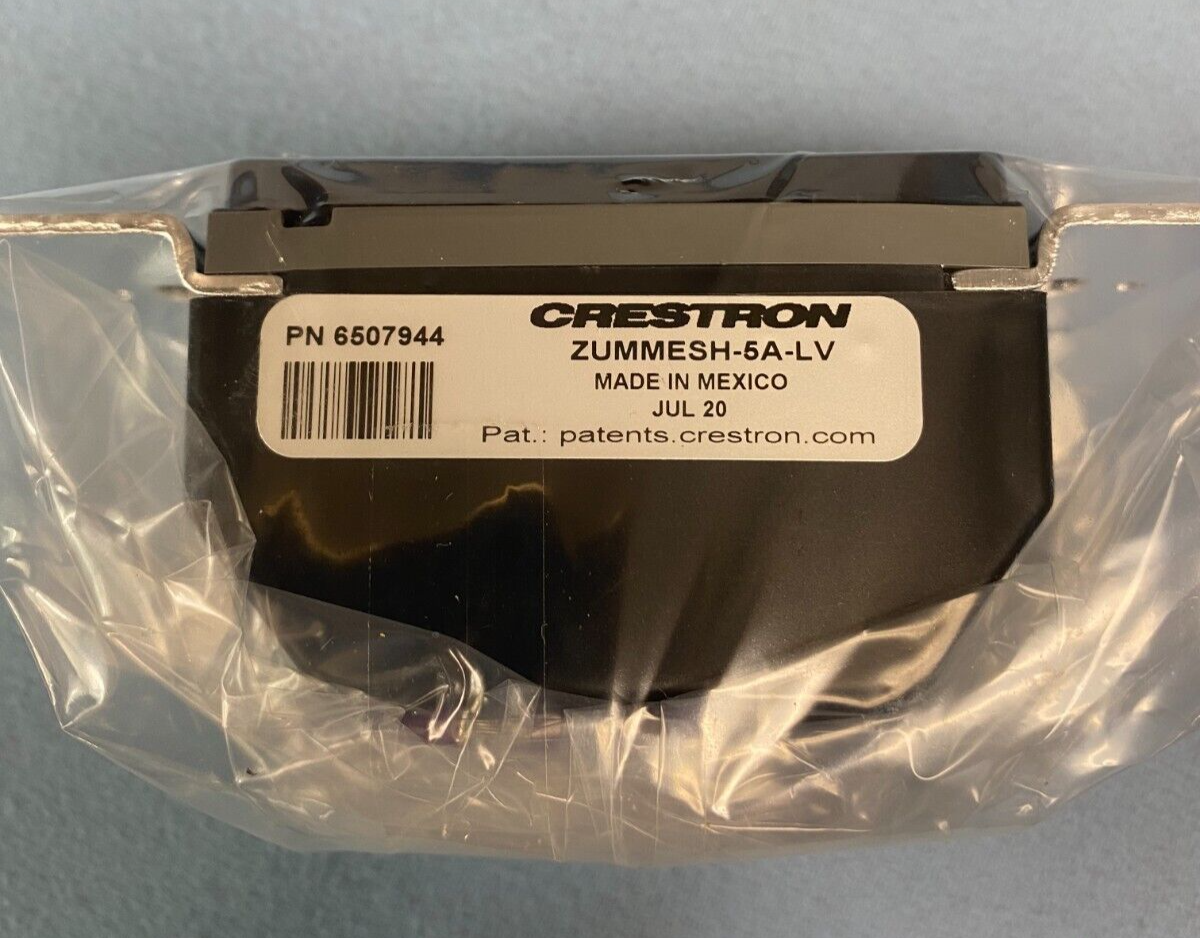 PN 6507944
CRESTRON
ZUMMESH-5A-LV
MADE IN MEXICO
JUL 20
Pat.: patents.crestron.com